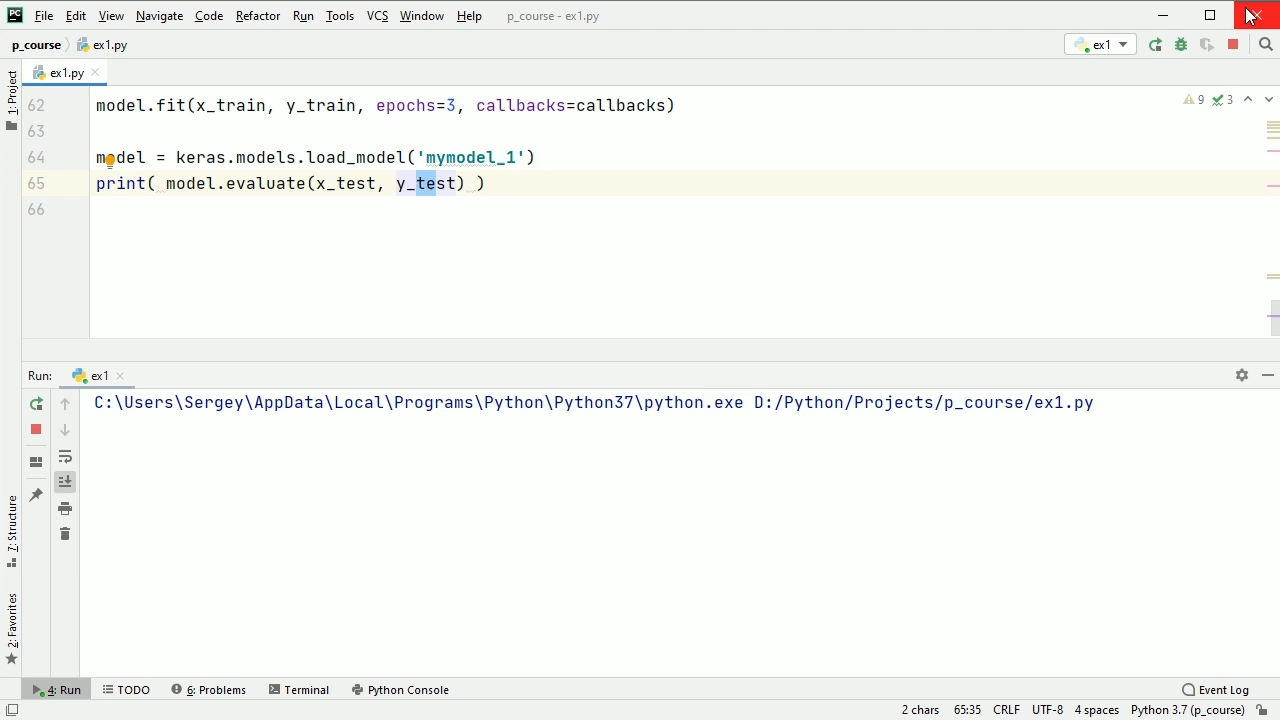 PC File Edit View Navigate Code Refactor Run Tools VCS Window Help p_course - ex1.py
p_course ex1.py ex1
1: Project ex1.py
62 model.fit(x_train, y_train, epochs=3, callbacks=callbacks) 9 3
63
64 model = keras.models.load_model('mymodel_1')
65 print( model.evaluate(x_test, y_test) )
66
Run: ex1
C:\Users\Sergey\AppData\Local\Programs\Python\Python37\python.exe D:/Python/Projects/p_course/ex1.py
7: Structure
2: Favorites
4: Run TODO 6: Problems Terminal Python Console Event Log
2 chars 65:35 CRLF UTF-8 4 spaces Python 3.7 (p_course)